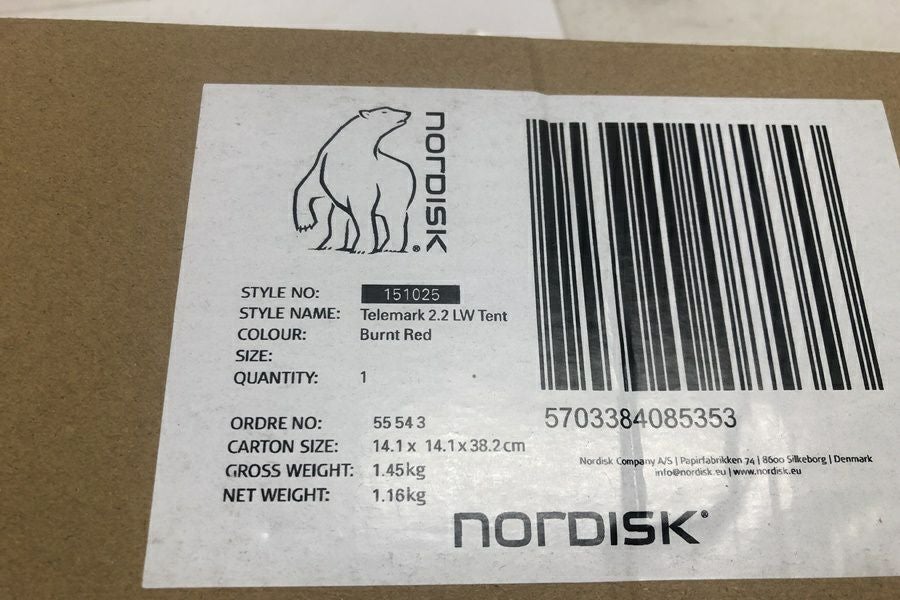 NORDISK®
STYLE NO: 151025
STYLE NAME: Telemark 2.2 LW Tent
COLOUR: Burnt Red
SIZE:
QUANTITY: 1
ORDRE NO: 55 54 3
CARTON SIZE: 14.1 x 14.1 x 38.2 cm
GROSS WEIGHT: 1.45kg
NET WEIGHT: 1.16kg
5703384085353
Nordisk Company A/S | Papirfabrikken 74 | 8600 Silkeborg | Denmark
info@nordisk.eu | www.nordisk.eu
NORDISK®